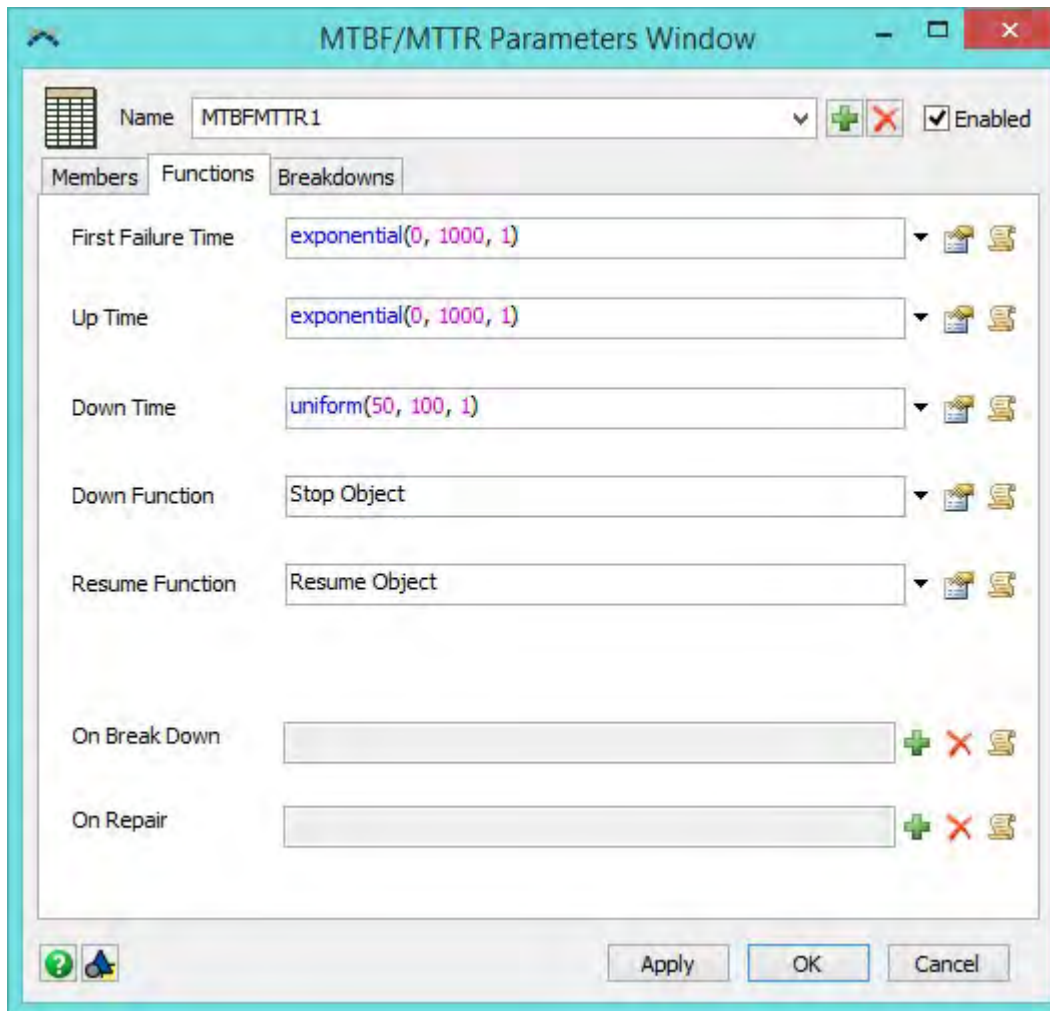 MTBF/MTTR Parameters Window
Name MTBFMTTR1 Enabled
Members Functions Breakdowns
First Failure Time exponential(0, 1000, 1)
Up Time exponential(0, 1000, 1)
Down Time uniform(50, 100, 1)
Down Function Stop Object
Resume Function Resume Object
On Break Down
On Repair
Apply OK Cancel